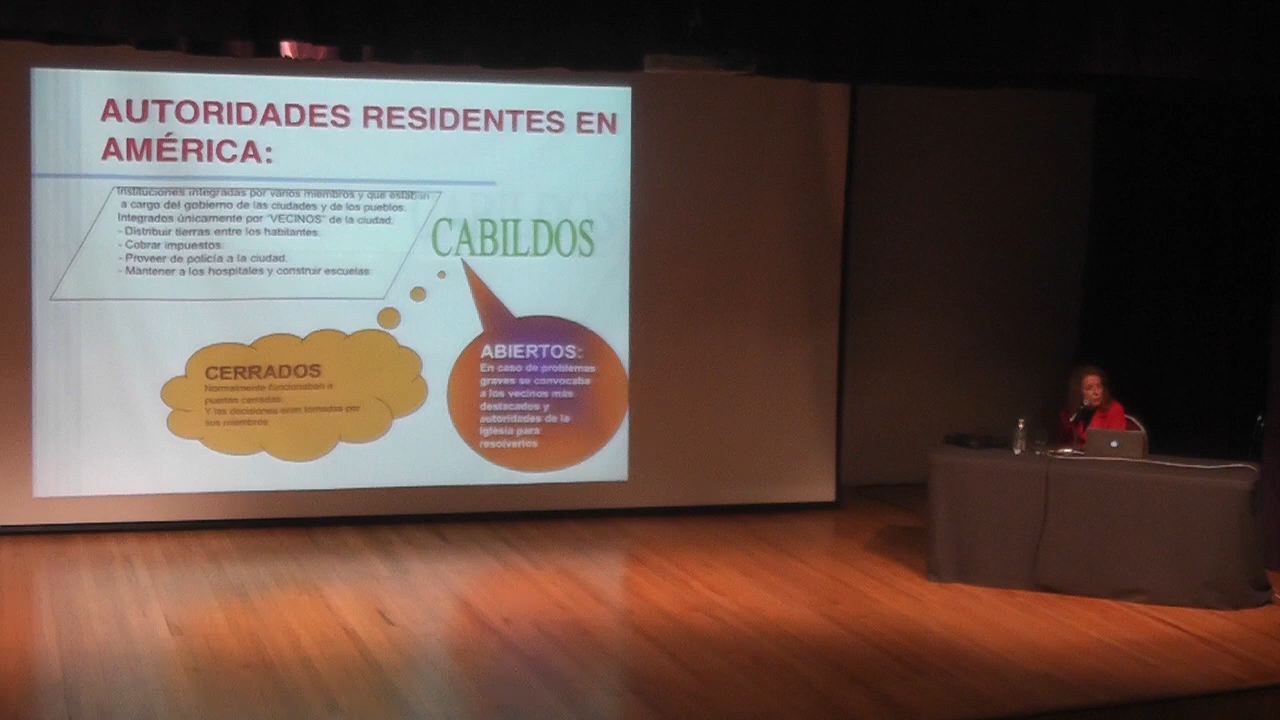 AUTORIDADES RESIDENTES EN
AMÉRICA:
Instituciones integradas por varios miembros y que estaban
a cargo del gobierno de las ciudades y de los pueblos.
Integrados únicamente por "VECINOS" de la ciudad.
- Distribuir tierras entre los habitantes.
- Cobrar impuestos.
- Proveer de policía a la ciudad.
- Mantener a los hospitales y construir escuelas
CABILDOS
CERRADOS
Normalmente funcionaban a
puertas cerradas.
Y las decisiones eran tomadas por
sus miembros
ABIERTOS:
En caso de problemas
graves se convocaba
a los vecinos más
destacados y
autoridades de la
Iglesia para
resolverlos